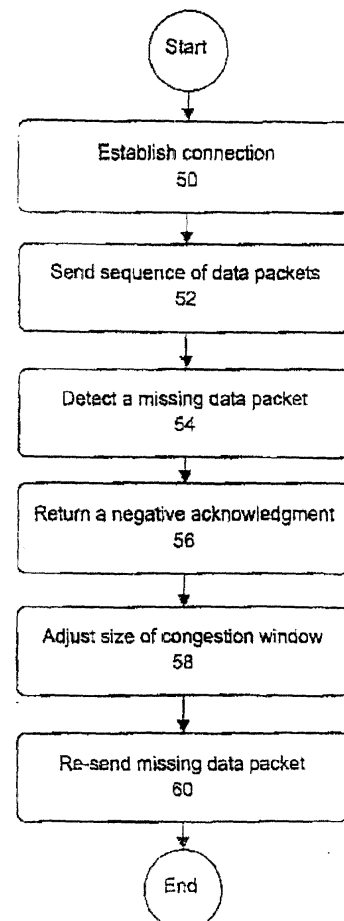 Start
Establish connection
50
Send sequence of data packets
52
Detect a missing data packet
54
Return a negative acknowledgment
56
Adjust size of congestion window
58
Re-send missing data packet
60
End